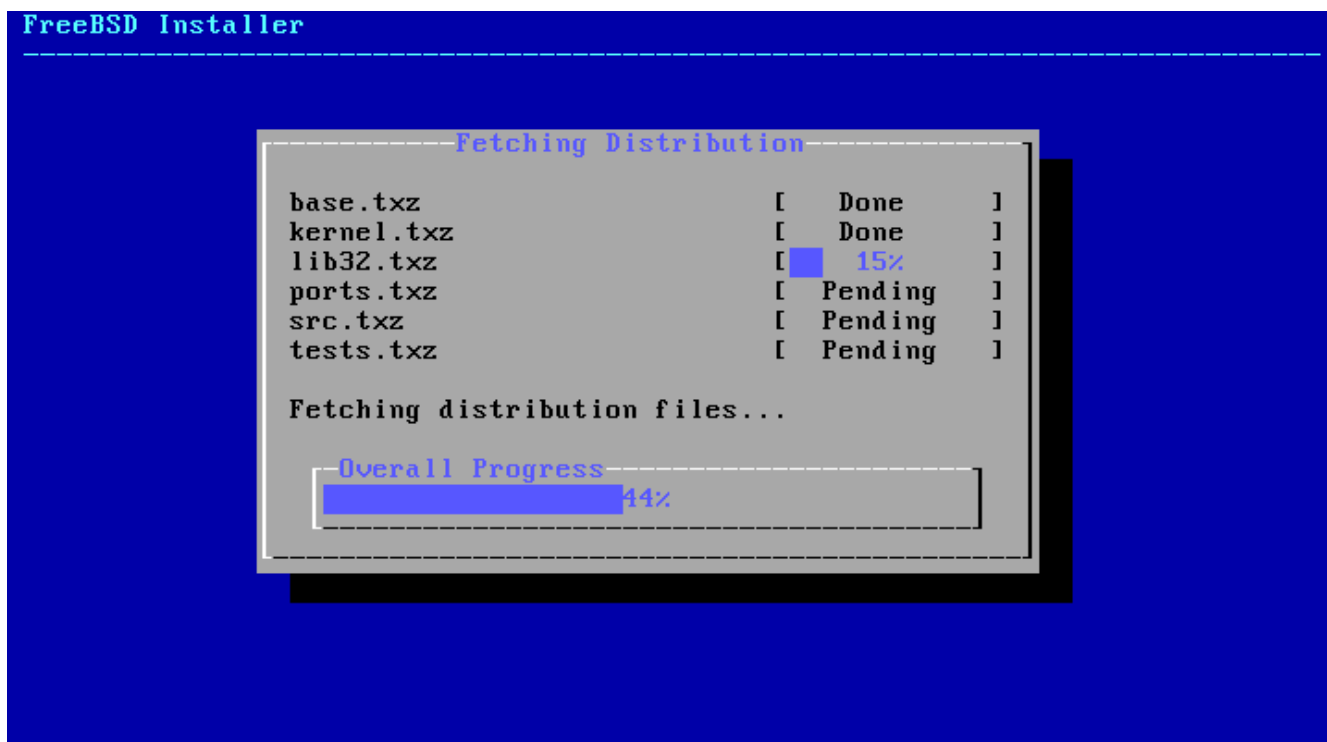 FreeBSD Installer
Fetching Distribution
base.txz [ Done ]
kernel.txz [ Done ]
lib32.txz [ 15% ]
ports.txz [ Pending ]
src.txz [ Pending ]
tests.txz [ Pending ]
Fetching distribution files...
Overall Progress
44%